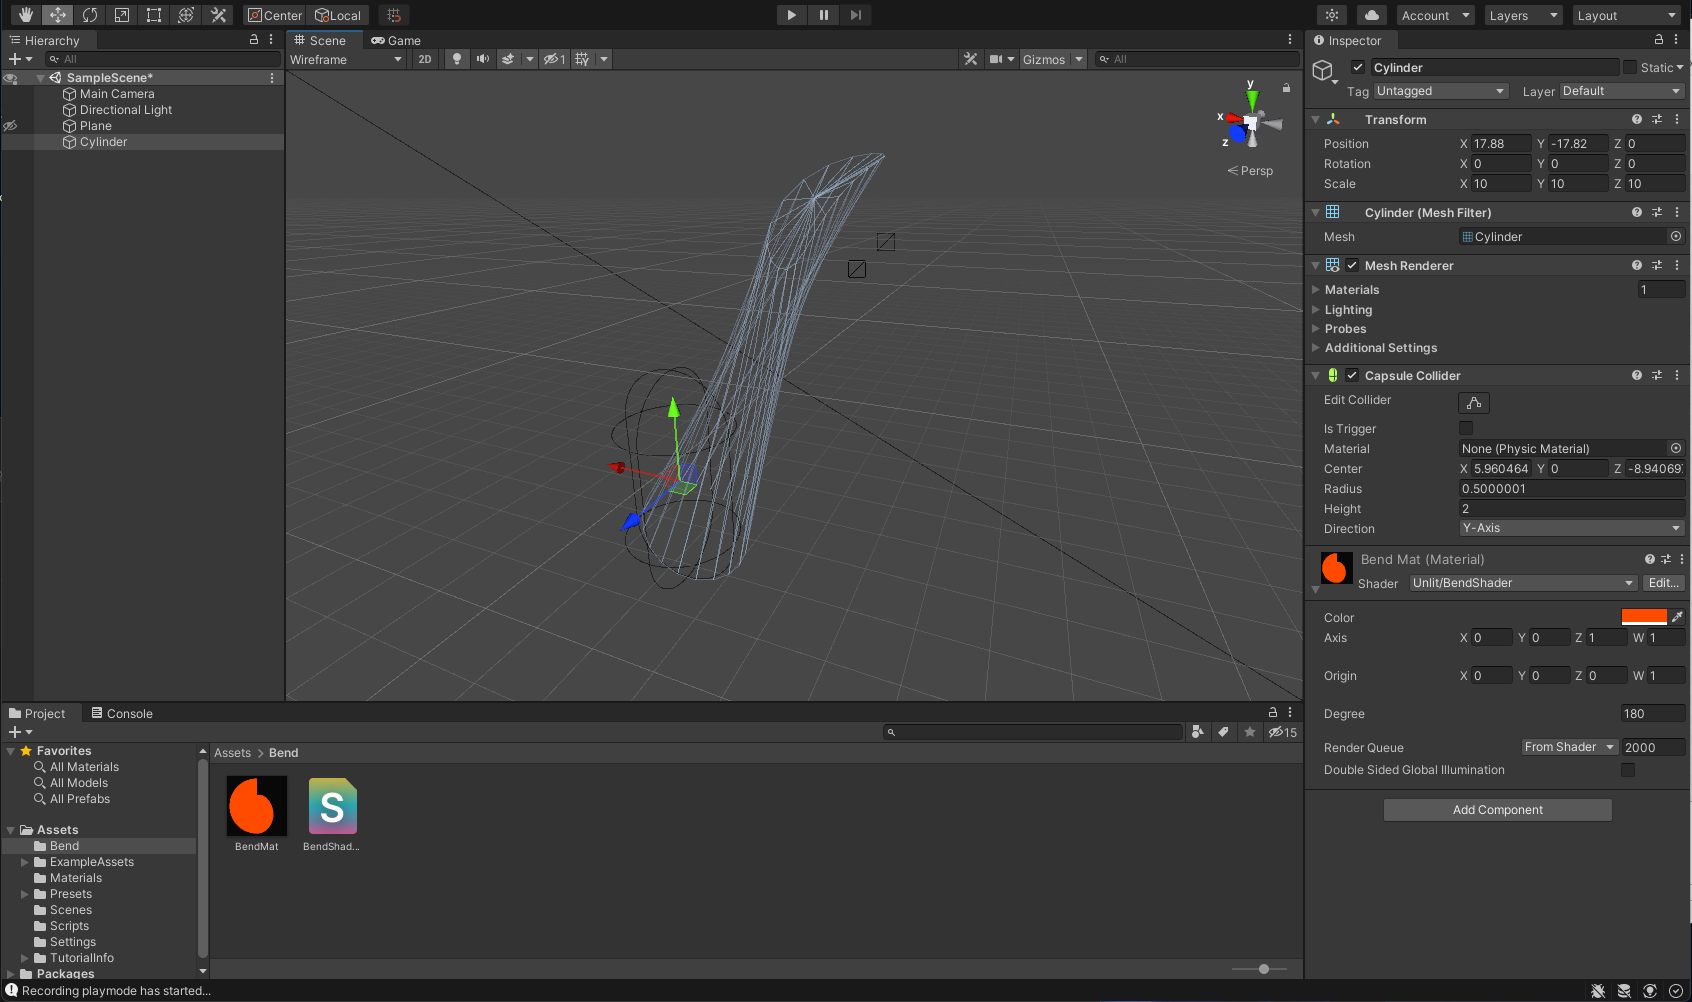 Center Local Account Layers Layout
Hierarchy
All
SampleScene*
Main Camera
Directional Light
Plane
Cylinder
Scene Game
Wireframe 2D 1 Gizmos All
y
x
z
Persp
Inspector
Cylinder Static
Tag Untagged Layer Default
Transform
Position X 17.88 Y -17.82 Z 0
Rotation X 0 Y 0 Z 0
Scale X 10 Y 10 Z 10
Cylinder (Mesh Filter)
Mesh Cylinder
Mesh Renderer
Materials 1
Lighting
Probes
Additional Settings
Capsule Collider
Edit Collider
Is Trigger
Material None (Physic Material)
Center X 5.960464 Y 0 Z -8.94069
Radius 0.5000001
Height 2
Direction Y-Axis
Bend Mat (Material)
Shader Unlit/BendShader Edit...
Color
Axis X 0 Y 0 Z 1 W 1
Origin X 0 Y 0 Z 0 W 1
Degree 180
Render Queue From Shader 2000
Double Sided Global Illumination
Add Component
Project Console
15
Favorites
All Materials
All Models
All Prefabs
Assets
Bend
ExampleAssets
Materials
Presets
Scenes
Scripts
Settings
TutorialInfo
Packages
Assets > Bend
S
BendMat BendShad...
Recording playmode has started...